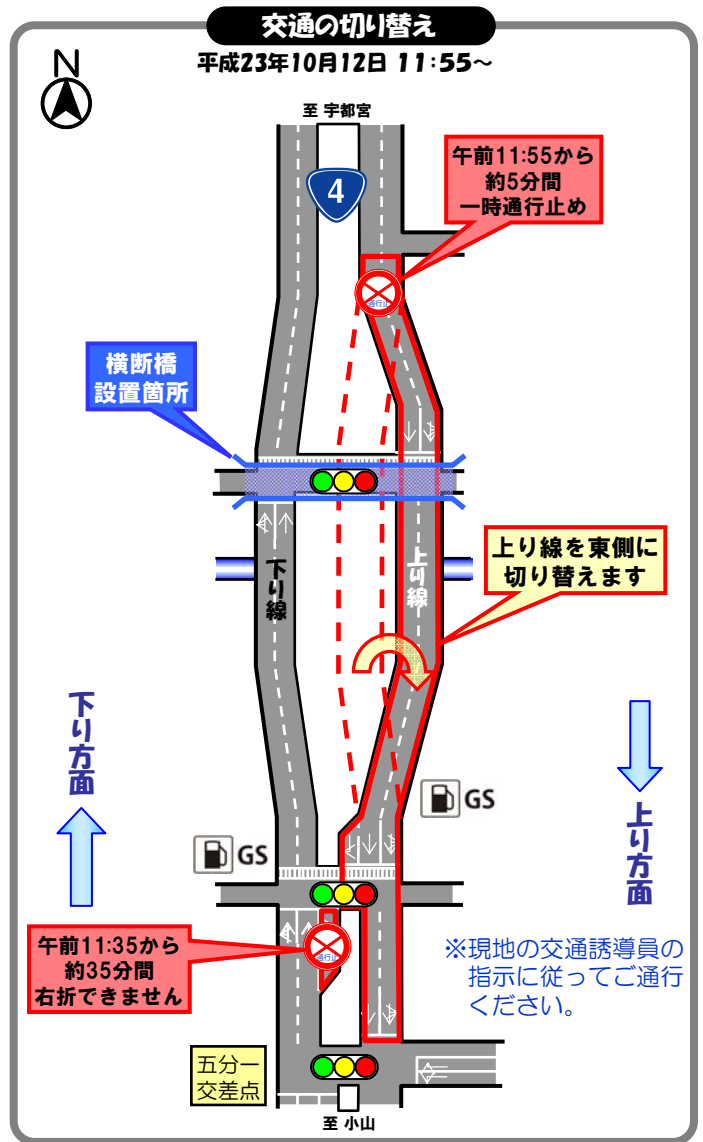 交通の切り替え
平成23年10月12日 11:55～
N
至 宇都宮
4
午前11:55から
約5分間
一時通行止め
通行止
横断橋
設置箇所
下り線
上り線
上り線を東側に
切り替えます
下り方面
上り方面
GS
GS
午前11:35から
約35分間
右折できません
通行止
※現地の交通誘導員の
指示に従ってご通行
ください。
五分一
交差点
至 小山